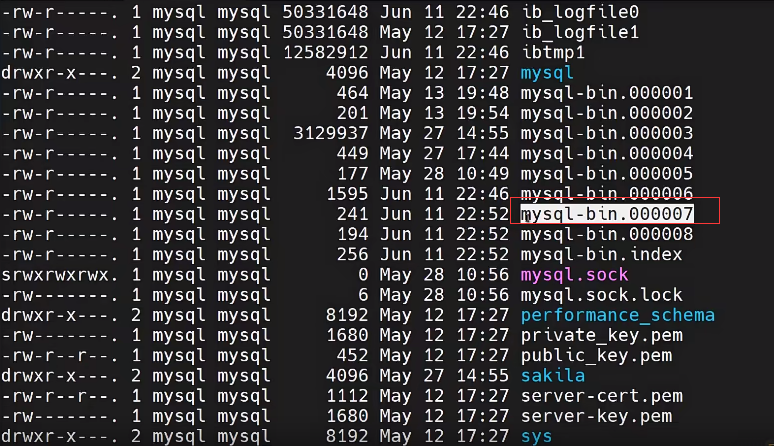 -rw-r-----. 1 mysql mysql 50331648 Jun 11 22:46 ib_logfile0
-rw-r-----. 1 mysql mysql 50331648 May 12 17:27 ib_logfile1
-rw-r-----. 1 mysql mysql 12582912 Jun 11 22:46 ibtmp1
drwxr-x---. 2 mysql mysql 4096 May 12 17:27 mysql
-rw-r-----. 1 mysql mysql 464 May 13 19:48 mysql-bin.000001
-rw-r-----. 1 mysql mysql 201 May 13 19:54 mysql-bin.000002
-rw-r-----. 1 mysql mysql 3129937 May 27 14:55 mysql-bin.000003
-rw-r-----. 1 mysql mysql 449 May 27 17:44 mysql-bin.000004
-rw-r-----. 1 mysql mysql 177 May 28 10:49 mysql-bin.000005
-rw-r-----. 1 mysql mysql 1595 Jun 11 22:46 mysql-bin.000006
-rw-r-----. 1 mysql mysql 241 Jun 11 22:52 mysql-bin.000007
-rw-r-----. 1 mysql mysql 194 Jun 11 22:52 mysql-bin.000008
-rw-r-----. 1 mysql mysql 256 Jun 11 22:52 mysql-bin.index
srwxrwxrwx. 1 mysql mysql 0 May 28 10:56 mysql.sock
-rw-------. 1 mysql mysql 6 May 28 10:56 mysql.sock.lock
drwxr-x---. 2 mysql mysql 8192 May 12 17:27 performance_schema
-rw-------. 1 mysql mysql 1680 May 12 17:27 private_key.pem
-rw-r--r--. 1 mysql mysql 452 May 12 17:27 public_key.pem
drwxr-x---. 2 mysql mysql 4096 May 27 14:55 sakila
-rw-r--r--. 1 mysql mysql 1112 May 12 17:27 server-cert.pem
-rw-------. 1 mysql mysql 1680 May 12 17:27 server-key.pem
drwxr-x---. 2 mysql mysql 8192 May 12 17:27 sys